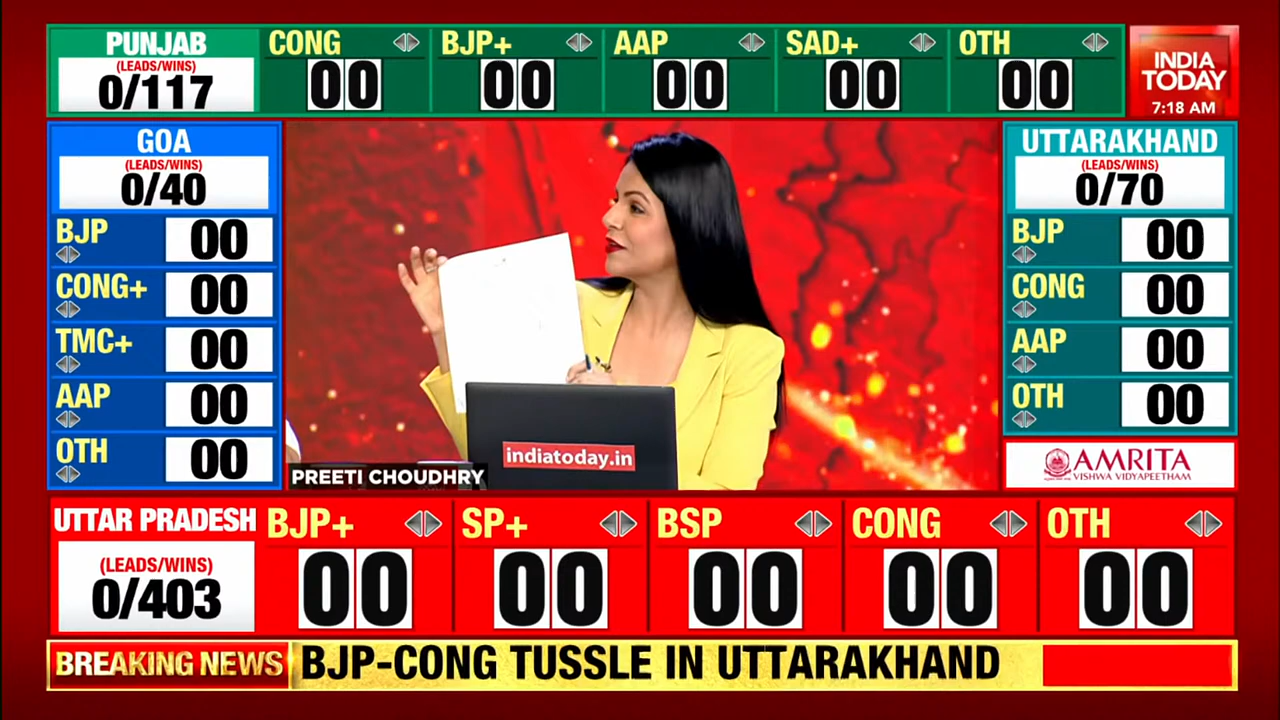 PUNJAB
(LEADS/WINS)
0/117
CONG
00
BJP+
00
AAP
00
SAD+
00
OTH
00
INDIA
TODAY
7:18 AM
GOA
(LEADS/WINS)
0/40
BJP 00
CONG+ 00
TMC+ 00
AAP 00
OTH 00
indiatoday.in
PREETI CHOUDHRY
UTTARAKHAND
(LEADS/WINS)
0/70
BJP 00
CONG 00
AAP 00
OTH 00
AMRITA
VISHWA VIDYAPEETHAM
UTTAR PRADESH
(LEADS/WINS)
0/403
BJP+
00
SP+
00
BSP
00
CONG
00
OTH
00
BREAKING NEWS
BJP-CONG TUSSLE IN UTTARAKHAND